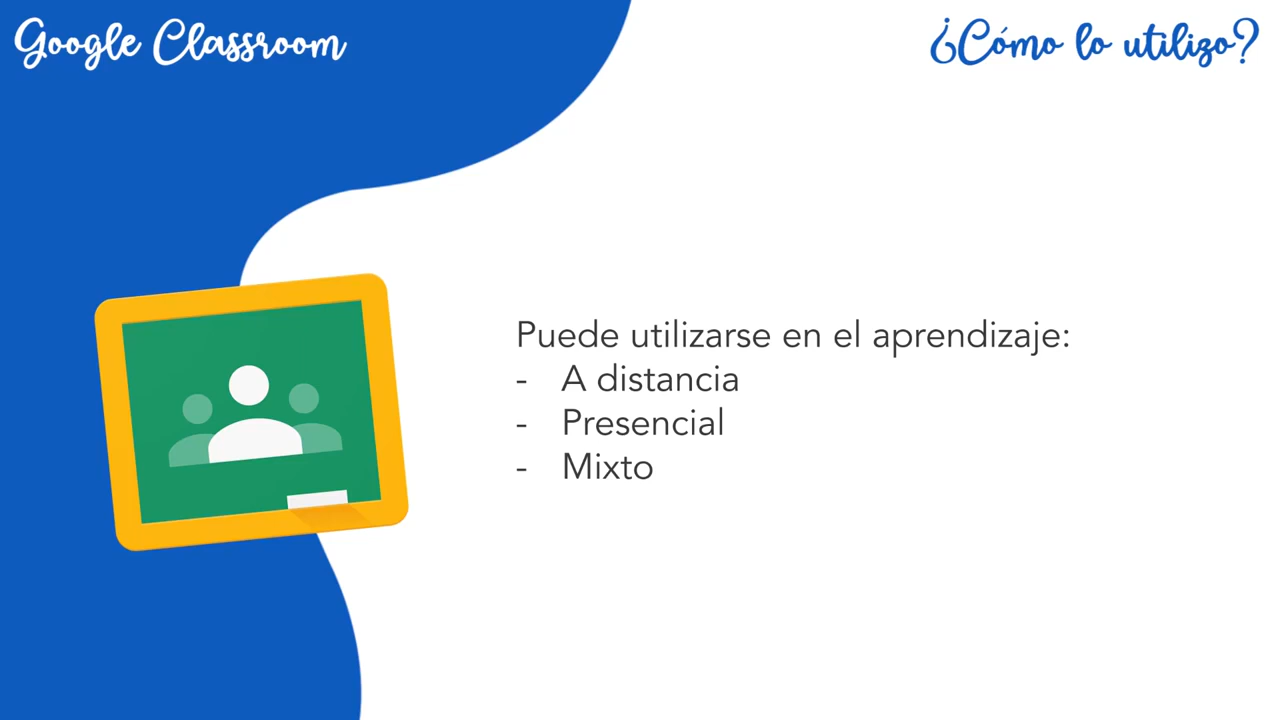 Google Classroom
¿Cómo lo utilizo?
Puede utilizarse en el aprendizaje:
- A distancia
- Presencial
- Mixto